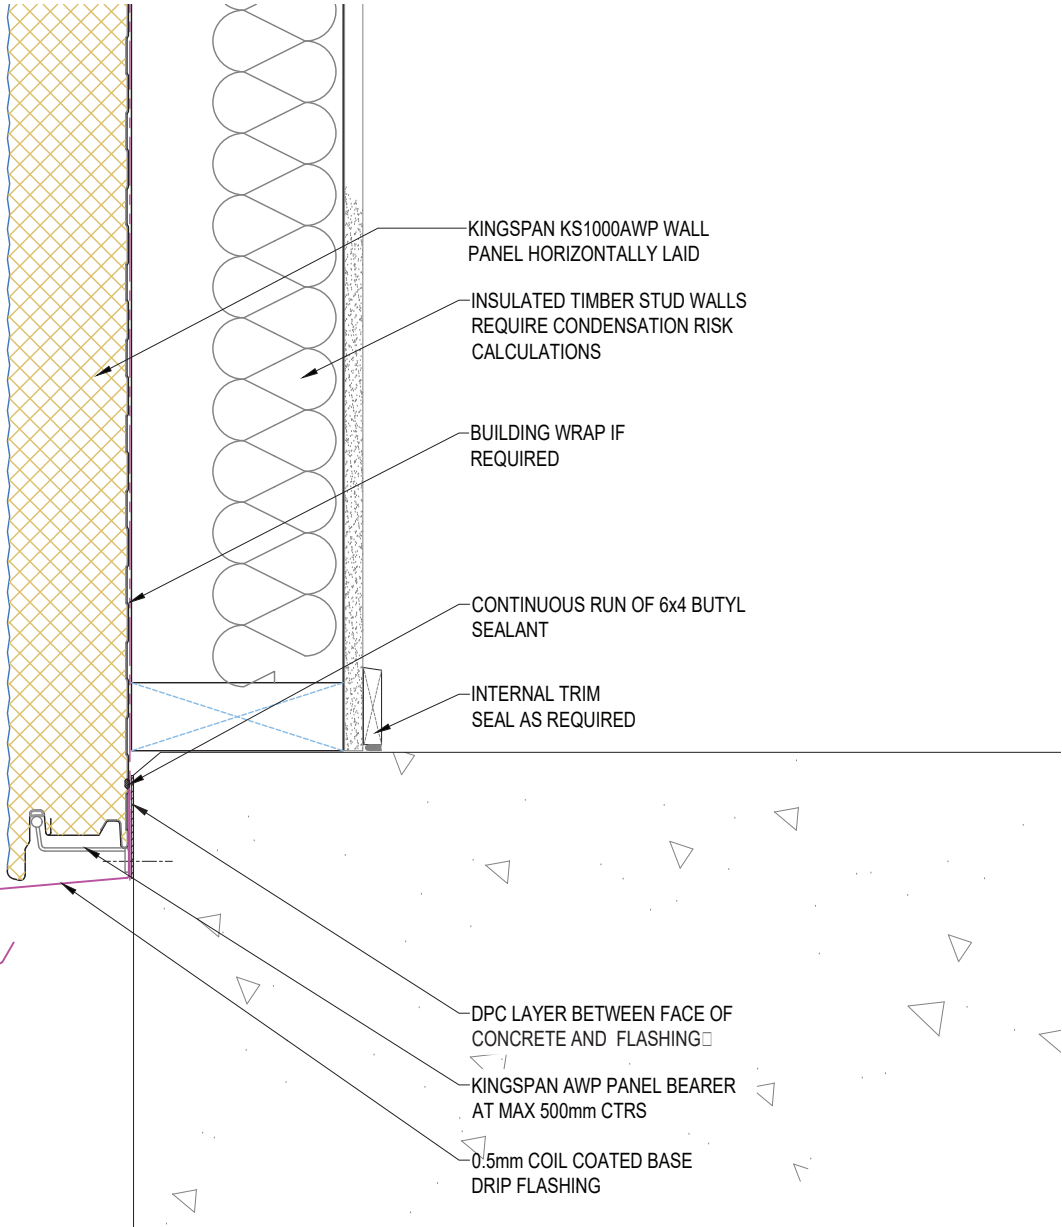 KINGSPAN KS1000AWP WALL
PANEL HORIZONTALLY LAID
INSULATED TIMBER STUD WALLS
REQUIRE CONDENSATION RISK
CALCULATIONS
BUILDING WRAP IF
REQUIRED
CONTINUOUS RUN OF 6x4 BUTYL
SEALANT
INTERNAL TRIM
SEAL AS REQUIRED
DPC LAYER BETWEEN FACE OF
CONCRETE AND FLASHING□
KINGSPAN AWP PANEL BEARER
AT MAX 500mm CTRS
0.5mm COIL COATED BASE
DRIP FLASHING